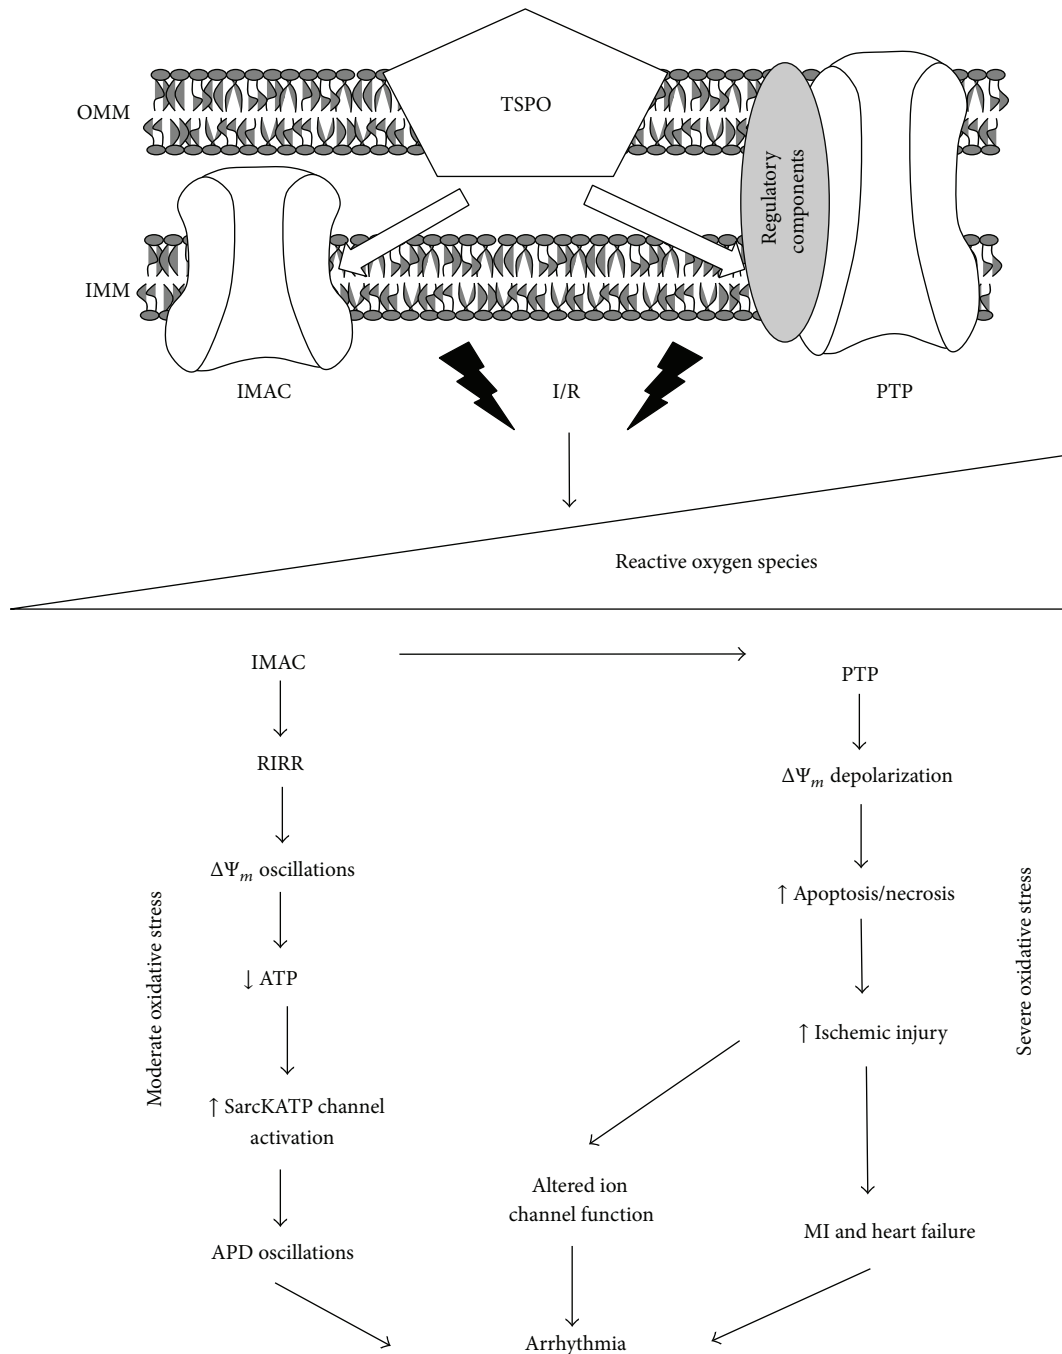 TSPO
OMM
Regulatory
components
IMM
IMAC
I/R
PTP
Reactive oxygen species
IMAC
PTP
RIRR
ΔΨm depolarization
ΔΨm oscillations
↑ Apoptosis/necrosis
Moderate oxidative stress
Severe oxidative stress
↓ ATP
↑ Ischemic injury
↑ SarcKATP channel
activation
Altered ion
channel function
APD oscillations
MI and heart failure
Arrhythmia